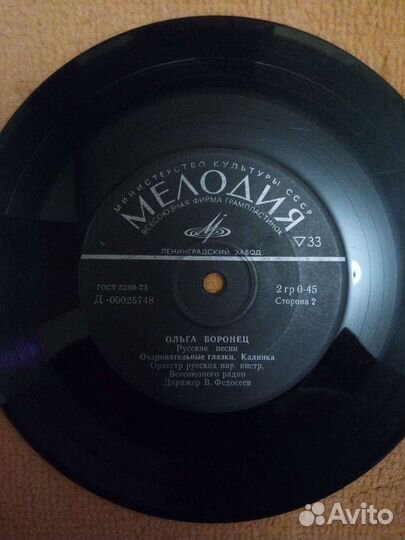 МИНИСТЕРСТВО КУЛЬТУРЫ СССР
МЕЛОДИЯ
ВСЕСОЮЗНАЯ ФИРМА ГРАМПЛАСТИНОК
▽33
ЛЕНИНГРАДСКИЙ ЗАВОД
ГОСТ 5289-73
Д -00025748
2 гр 0-45
Сторона 2
ОЛЬГА ВОРОНЕЦ
Русские песни
Очаровательные глазки. Калинка
Оркестр русских нар. инстр.
Всесоюзного радио
Дирижер В. Федосеев
Avito